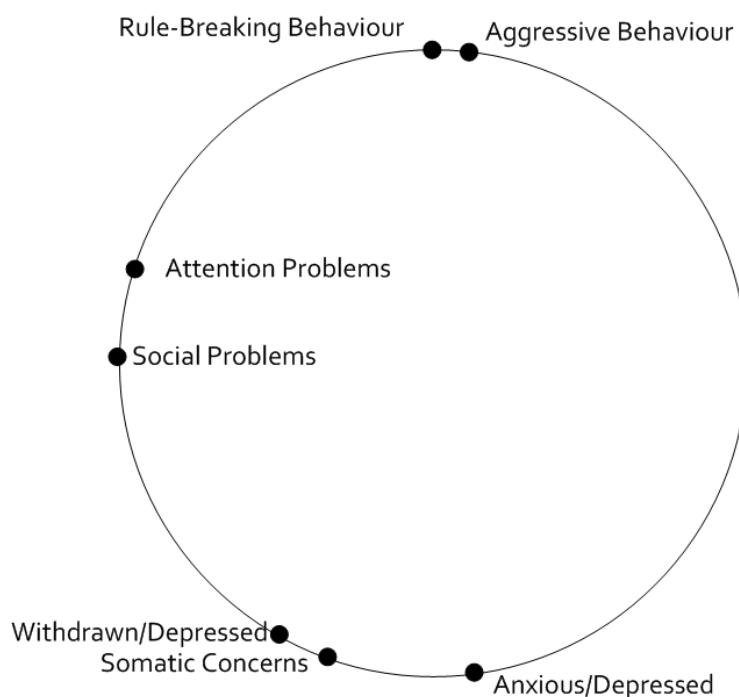 Rule-Breaking Behaviour
Aggressive Behaviour
Attention Problems
Social Problems
Withdrawn/Depressed
Somatic Concerns
Anxious/Depressed